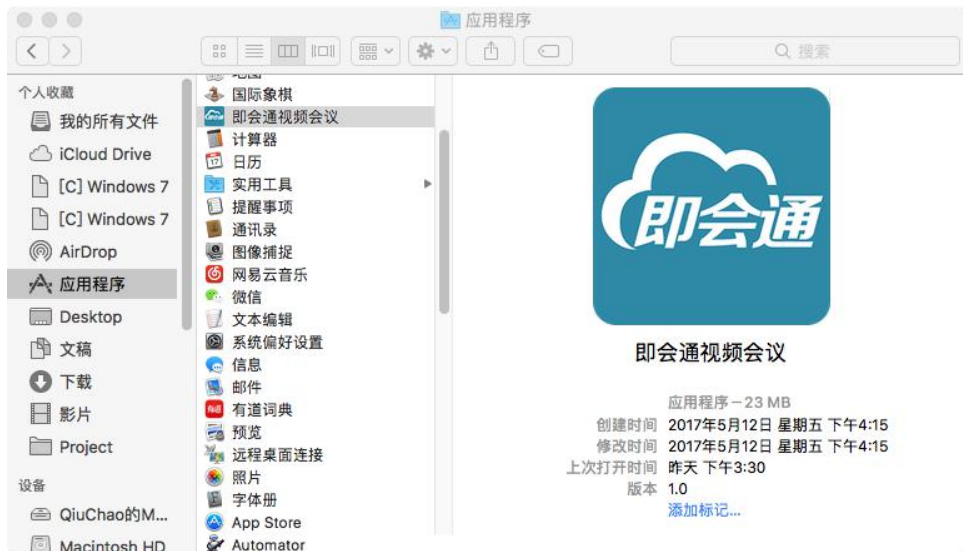 应用程序
搜索
个人收藏
我的所有文件
iCloud Drive
[C] Windows 7
[C] Windows 7
AirDrop
应用程序
Desktop
文稿
下载
影片
Project
设备
QiuChao的M...
Macintosh HD
地图
国际象棋
即会通视频会议
计算器
日历
实用工具
提醒事项
通讯录
图像捕捉
网易云音乐
微信
文本编辑
系统偏好设置
信息
邮件
有道词典
预览
远程桌面连接
照片
字体册
App Store
Automator
即会通
即会通视频会议
应用程序 – 23 MB
创建时间 2017年5月12日 星期五 下午4:15
修改时间 2017年5月12日 星期五 下午4:15
上次打开时间 昨天 下午3:30
版本 1.0
添加标记...